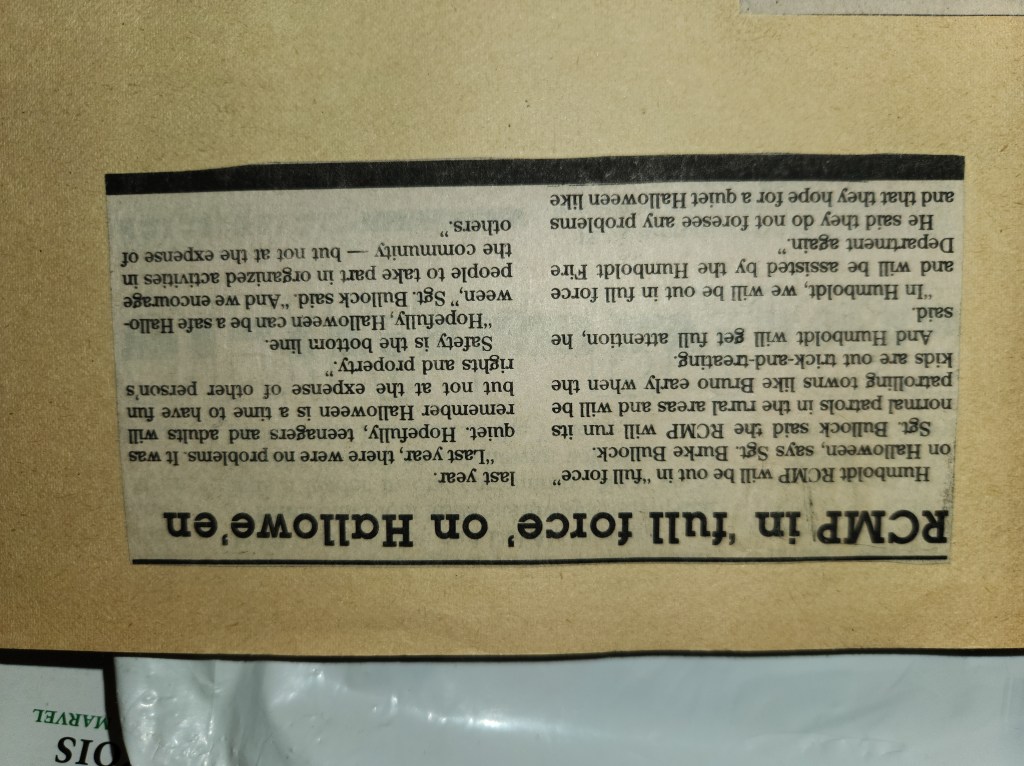 RCMP in 'full force' on Hallowe'en
Humboldt RCMP will be out in "full force"
on Halloween, says Sgt. Burke Bullock.
Sgt. Bullock said the RCMP will run its
normal patrols in the rural areas and will be
patrolling towns like Bruno early when the
kids are out trick-and-treating.
And Humboldt will get full attention, he
said.
"In Humboldt, we will be out in full force
and will be assisted by the Humboldt Fire
Department again."
He said they do not foresee any problems
and that they hope for a quiet Halloween like
last year.
"Last year, there were no problems. It was
quiet. Hopefully, teenagers and adults will
remember Halloween is a time to have fun
but not at the expense of other person's
rights and property."
Safety is the bottom line.
"Hopefully, Halloween can be a safe Hallo-
ween," Sgt. Bullock said. "And we encourage
people to take part in organized activities in
the community — but not at the expense of
others."
OIS
MARVEL